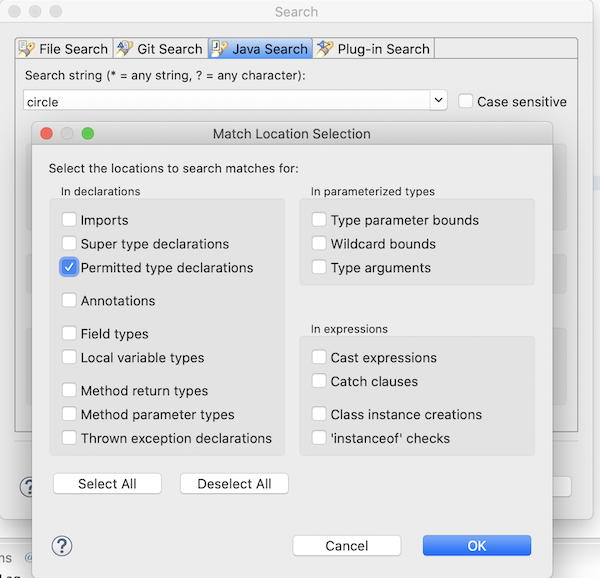 Search
File Search
Git Search
Java Search
Plug-in Search
Search string (* = any string, ? = any character):
circle
Case sensitive
Match Location Selection
Select the locations to search matches for:
In declarations
Imports
Super type declarations
Permitted type declarations
Annotations
Field types
Local variable types
Method return types
Method parameter types
Thrown exception declarations
In parameterized types
Type parameter bounds
Wildcard bounds
Type arguments
In expressions
Cast expressions
Catch clauses
Class instance creations
'instanceof' checks
Select All
Deselect All
?
?
Cancel
OK